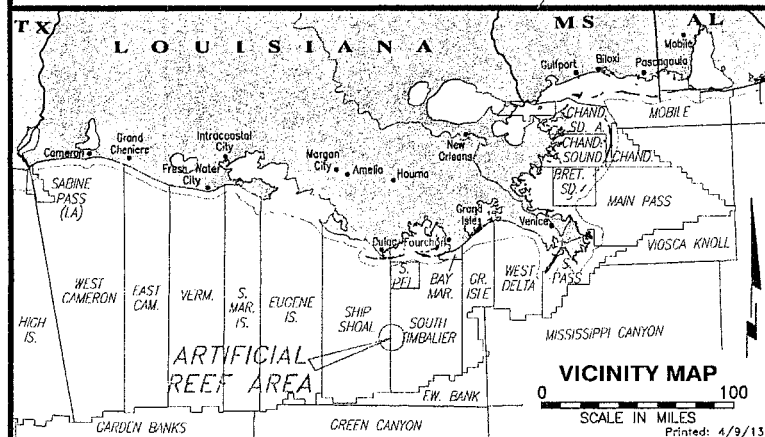 TX
LOUISIANA
MS
AL
Mobile
Biloxi
Gulfport
Pascagoula
MOBILE
CHAND. SD. A.
CHAND. SOUND
CHAND.
BRET. SD.
MAIN PASS
VIOSCA KNOLL
New Orleans
Intracoastal City
Grand Cheniere
Cameron
Fresh Water City
Morgan City
Amelia
Houma
Dulac
Fourchon
Grand Isle
Venice
SABINE PASS (LA)
HIGH IS.
WEST CAMERON
EAST CAM.
VERM.
S. MAR. IS.
EUGENE IS.
SHIP SHOAL
S. PEL.
BAY MAR.
SOUTH TIMBALIER
GR. ISLE
WEST DELTA
S. PASS
MISSISSIPPI CANYON
ARTIFICIAL
REEF AREA
EW. BANK
GARDEN BANKS
GREEN CANYON
VICINITY MAP
0 100
SCALE IN MILES
Printed: 4/9/13